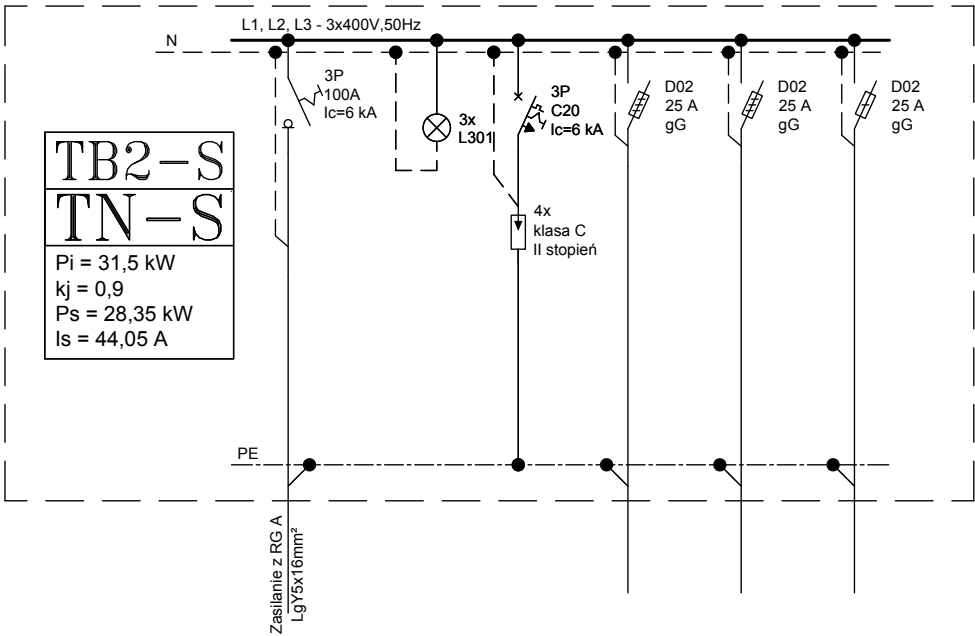 L1, L2, L3 - 3x400V,50Hz
N
3P
100A
Ic=6 kA
3x
L301
3P
C20
Ic=6 kA
D02
25 A
gG
D02
25 A
gG
D02
25 A
gG
TB2-S
TN-S
Pi = 31,5 kW
kj = 0,9
Ps = 28,35 kW
Is = 44,05 A
4x
klasa C
II stopień
PE
Zasilanie z RG A
LgY5x16mm²